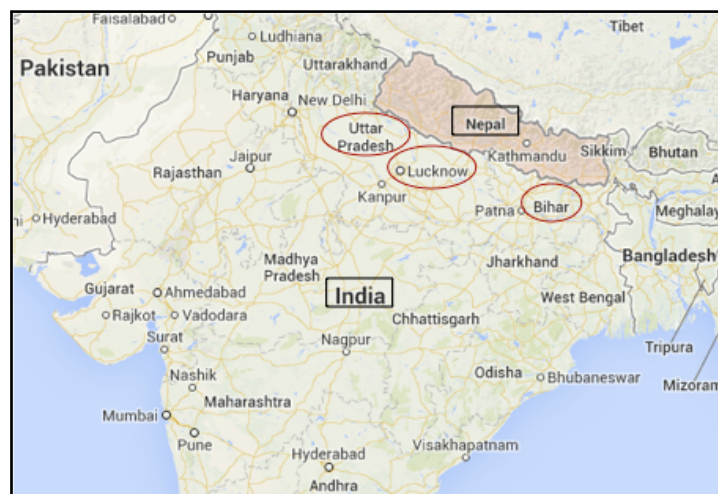 Faisalabad
Ludhiana
Tibet
Punjab
Pakistan
Uttarakhand
Haryana
New Delhi
Uttar
Pradesh
Nepal
Kathmandu
Sikkim
Bhutan
Jaipur
Rajasthan
Lucknow
Kanpur
Hyderabad
Patna
Bihar
Meghalay
Madhya
Pradesh
Jharkhand
Bangladesh
Gujarat
Ahmedabad
India
West Bengal
Rajkot
Vadodara
Chhattisgarh
Surat
Nagpur
Tripura
Nashik
Odisha
Bhubaneswar
Mizoram
Maharashtra
Mumbai
Pune
Visakhapatnam
Hyderabad
Andhra